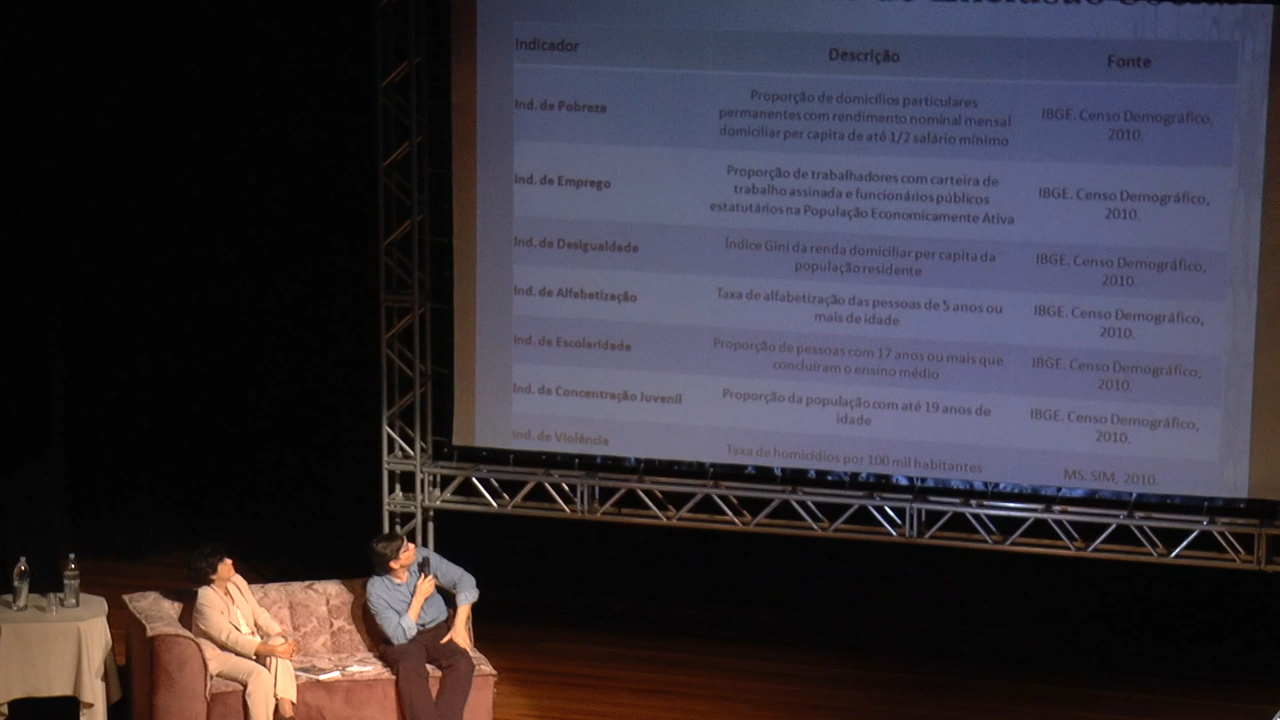 de Exclusão Social
Indicador Descrição Fonte
Ind. de Pobreza
Proporção de domicílios particulares
permanentes com rendimento nominal mensal
domiciliar per capita de até 1/2 salário mínimo
IBGE. Censo Demográfico,
2010.
Ind. de Emprego
Proporção de trabalhadores com carteira de
trabalho assinada e funcionários públicos
estatutários na População Economicamente Ativa
IBGE. Censo Demográfico,
2010.
Ind. de Desigualdade
Índice Gini da renda domiciliar per capita da
população residente
IBGE. Censo Demográfico,
2010.
Ind. de Alfabetização
Taxa de alfabetização das pessoas de 5 anos ou
mais de idade
IBGE. Censo Demográfico,
2010.
Ind. de Escolaridade
Proporção de pessoas com 17 anos ou mais que
concluíram o ensino médio
IBGE. Censo Demográfico,
2010.
Ind. de Concentração Juvenil
Proporção da população com até 19 anos de
idade
IBGE. Censo Demográfico,
2010.
Ind. de Violência
Taxa de homicídios por 100 mil habitantes
MS. SIM, 2010.